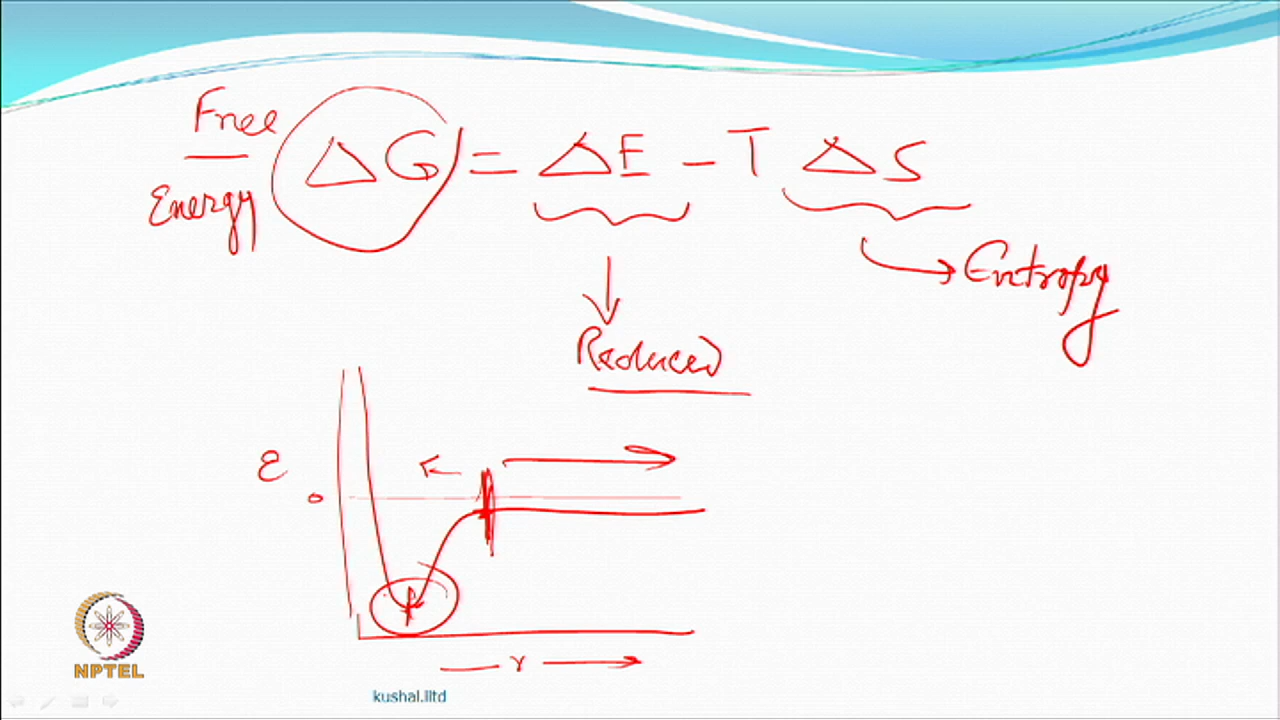 Free
Energy
ΔG = ΔE - T ΔS
Entropy
Reduced
ε
0
r
NPTEL
kushal.iitd